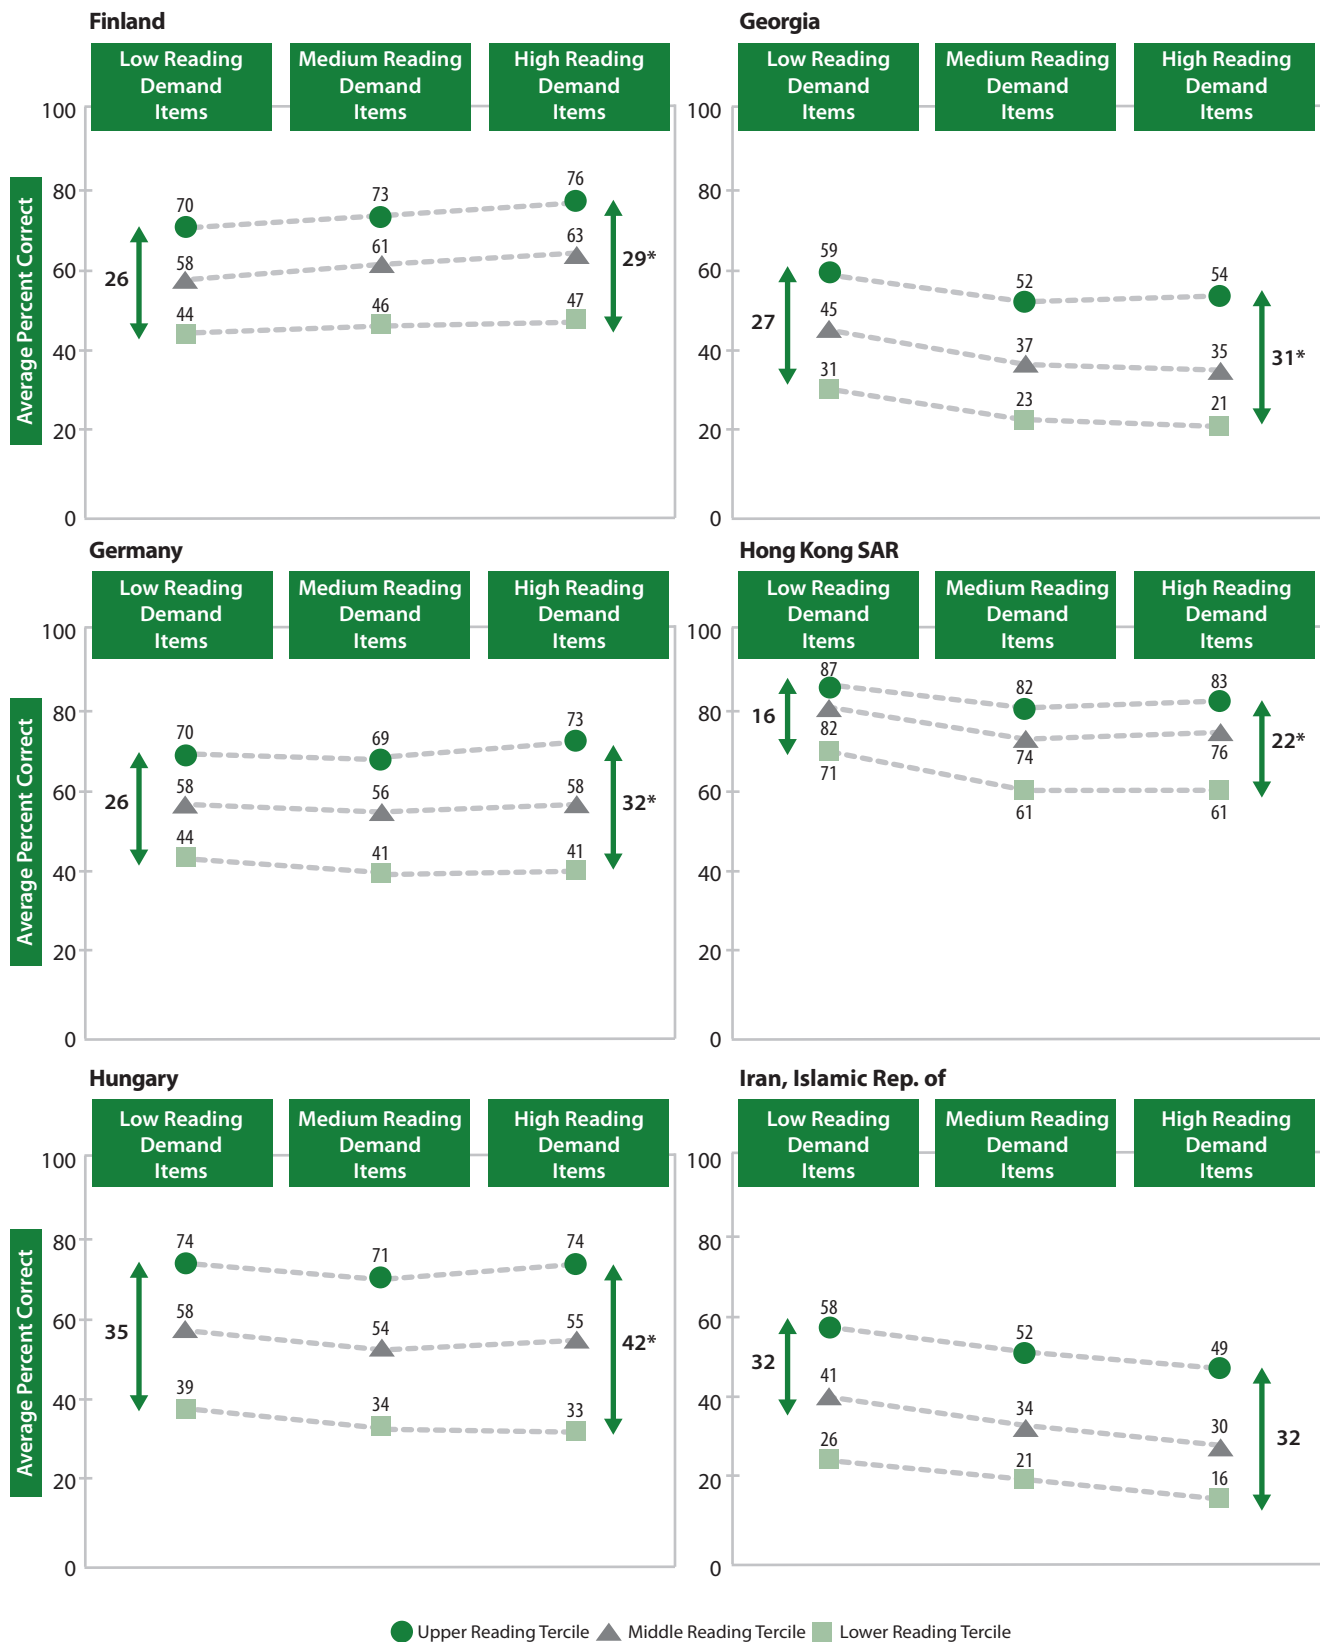 Finland
Low Reading
Demand
Items
Medium Reading
Demand
Items
High Reading
Demand
Items
Average Percent Correct
100
80
60
40
20
0
70
73
76
58
61
63
44
46
47
26
29*
Georgia
Low Reading
Demand
Items
Medium Reading
Demand
Items
High Reading
Demand
Items
100
80
60
40
20
0
59
52
54
45
37
35
31
23
21
27
31*
Germany
Low Reading
Demand
Items
Medium Reading
Demand
Items
High Reading
Demand
Items
Average Percent Correct
100
80
60
40
20
0
70
69
73
58
56
58
44
41
41
26
32*
Hong Kong SAR
Low Reading
Demand
Items
Medium Reading
Demand
Items
High Reading
Demand
Items
100
80
60
40
20
0
87
82
83
82
74
76
71
61
61
16
22*
Hungary
Low Reading
Demand
Items
Medium Reading
Demand
Items
High Reading
Demand
Items
Average Percent Correct
100
80
60
40
20
0
74
71
74
58
54
55
39
34
33
35
42*
Iran, Islamic Rep. of
Low Reading
Demand
Items
Medium Reading
Demand
Items
High Reading
Demand
Items
100
80
60
40
20
0
58
52
49
41
34
30
26
21
16
32
32
Upper Reading Tercile Middle Reading Tercile Lower Reading Tercile